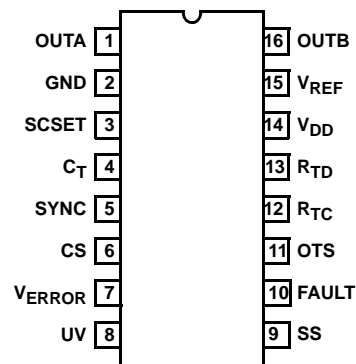 OUTA 1 16 OUTB
GND 2 15 VREF
SCSET 3 14 VDD
CT 4 13 RTD
SYNC 5 12 RTC
CS 6 11 OTS
VERROR 7 10 FAULT
UV 8 9 SS